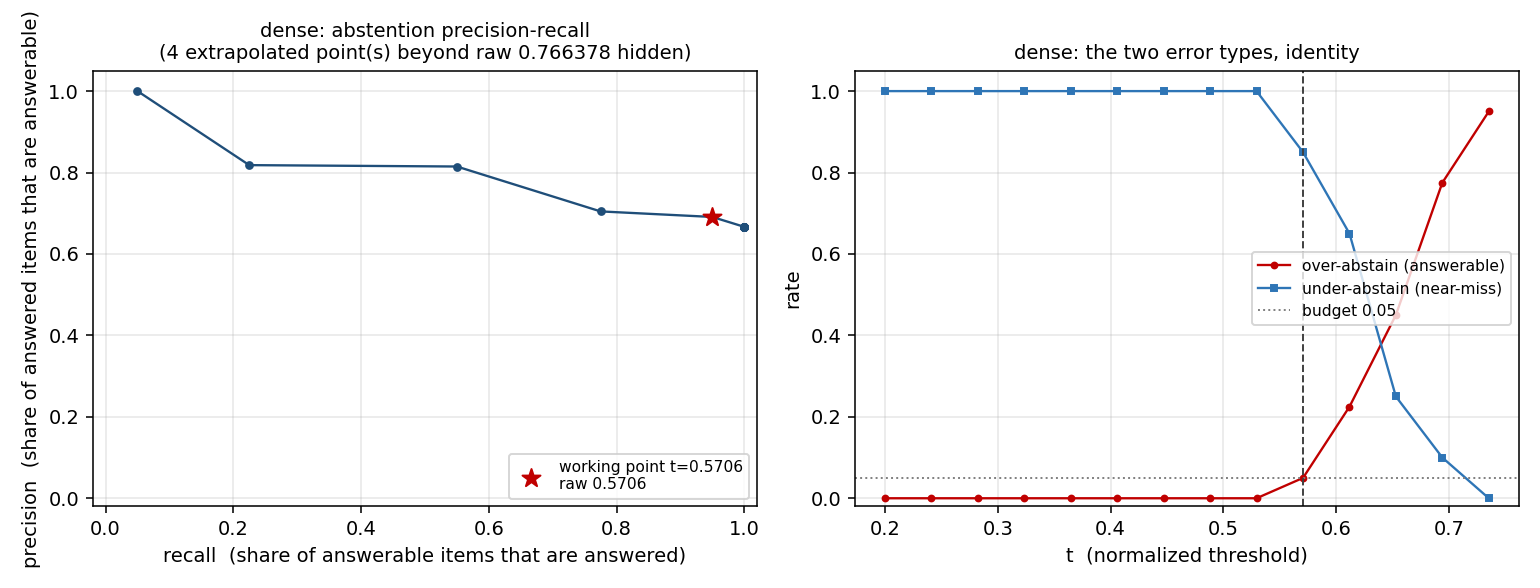 dense: abstention precision-recall
(4 extrapolated point(s) beyond raw 0.766378 hidden)
precision  (share of answered items that are answerable)
1.0
0.8
0.6
0.4
0.2
0.0
working point t=0.5706
raw 0.5706
0.0 0.2 0.4 0.6 0.8 1.0
recall  (share of answerable items that are answered)
dense: the two error types, identity
rate
1.0
0.8
0.6
0.4
0.2
0.0
over-abstain (answerable)
under-abstain (near-miss)
budget 0.05
0.2 0.3 0.4 0.5 0.6 0.7
t  (normalized threshold)